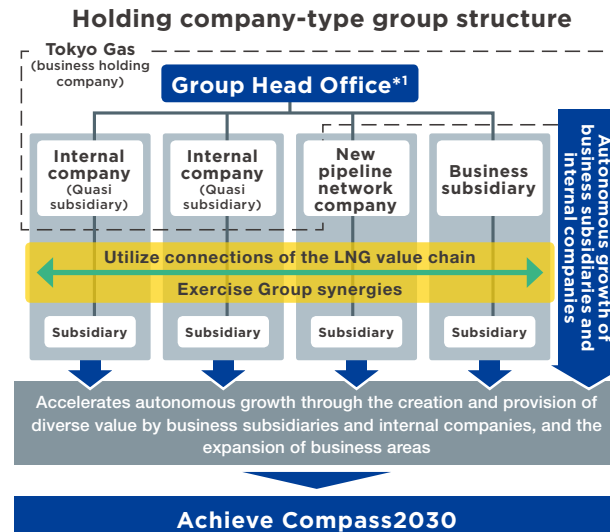 Holding company-type group structure
Tokyo Gas
(business holding
company)
Group Head Office*1
Internal
company
(Quasi
subsidiary)
Internal
company
(Quasi
subsidiary)
New
pipeline
network
company
Business
subsidiary
Autonomous growth of
business subsidiaries and
internal companies
Utilize connections of the LNG value chain
Exercise Group synergies
Subsidiary
Subsidiary
Subsidiary
Subsidiary
Accelerates autonomous growth through the creation and provision of
diverse value by business subsidiaries and internal companies, and the
expansion of business areas
Achieve Compass2030